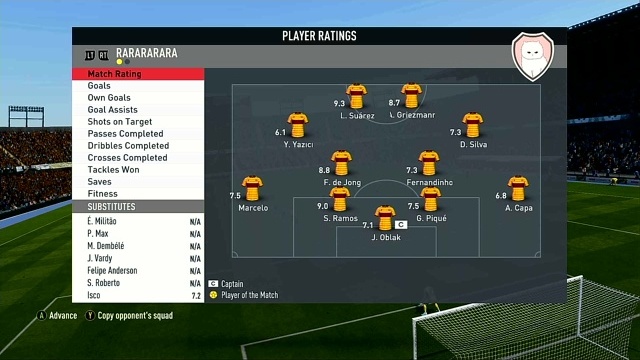 PLAYER RATINGS
LT RT RARARARARA
Match Rating
Goals
Own Goals
Goal Assists
Shots on Target
Passes Completed
Dribbles Completed
Crosses Completed
Tackles Won
Saves
Fitness
SUBSTITUTES
É. Militão N/A
P. Max N/A
M. Dembélé N/A
J. Vardy N/A
Felipe Anderson N/A
S. Roberto N/A
Isco 7.2
9.3 L. Suárez
8.7 A. Griezmann
6.1 Y. Yazıcı
7.3 D. Silva
8.8 F. de Jong
7.3 Fernandinho
7.5 Marcelo
9.0 S. Ramos
7.5 G. Piqué
6.8 A. Capa
7.1 C
J. Oblak
C Captain
Player of the Match
A Advance Y Copy opponent's squad